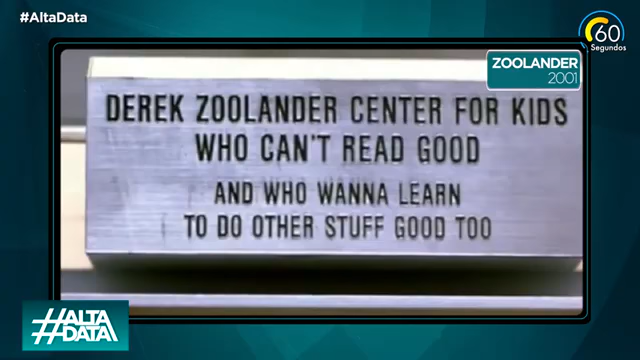 #AltaData
60
Segundos
ZOOLANDER
2001
DEREK ZOOLANDER CENTER FOR KIDS
WHO CAN'T READ GOOD
AND WHO WANNA LEARN
TO DO OTHER STUFF GOOD TOO
#ALTA
DATA